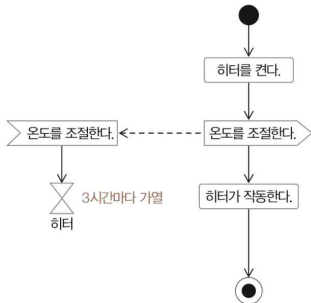 히터를 켠다.
온도를 조절한다.
온도를 조절한다.
3시간마다 가열
히터가 작동한다.
히터